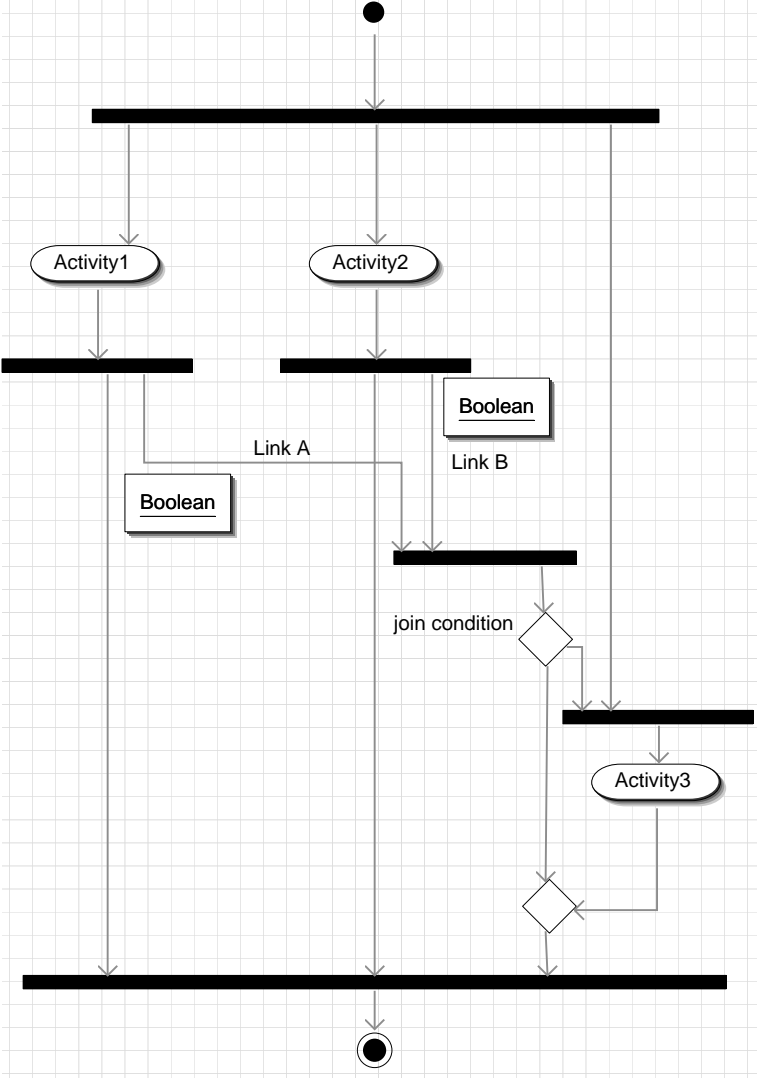 Activity1
Activity2
Boolean
Link A
Link B
Boolean
join condition
Activity3